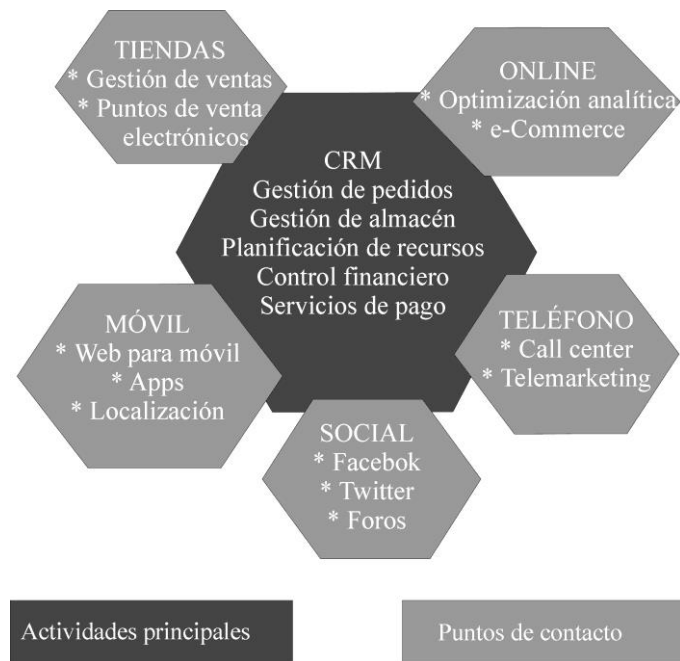 TIENDAS
* Gestión de ventas
* Puntos de venta
electrónicos
ONLINE
* Optimización analítica
* e-Commerce
CRM
Gestión de pedidos
Gestión de almacén
Planificación de recursos
Control financiero
Servicios de pago
MÓVIL
* Web para móvil
* Apps
* Localización
TELÉFONO
* Call center
* Telemarketing
SOCIAL
* Facebok
* Twitter
* Foros
Actividades principales
Puntos de contacto